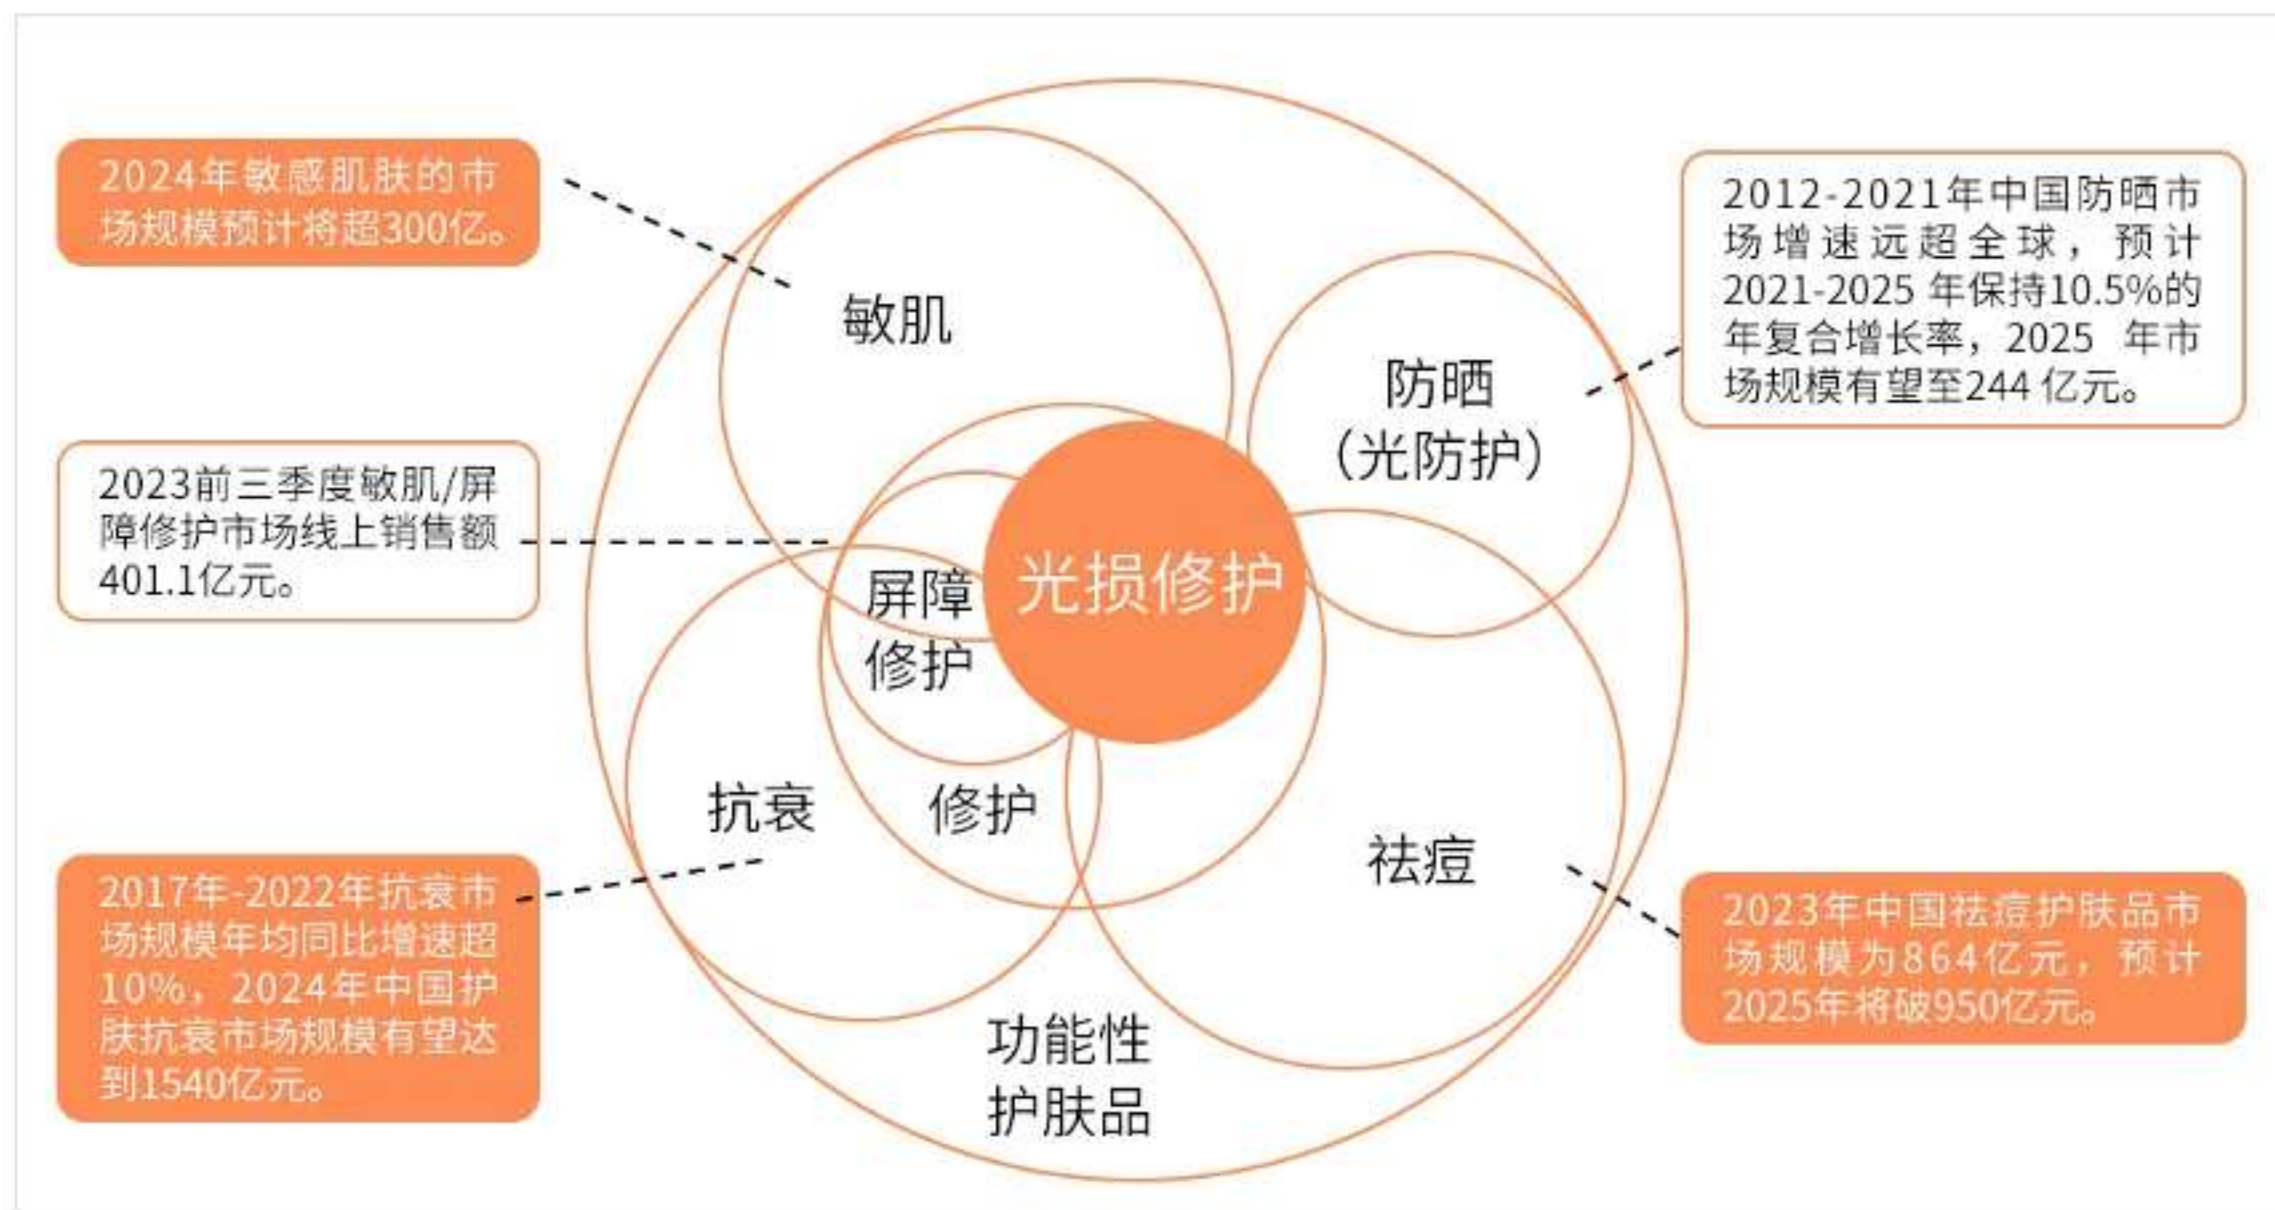 2024年敏感肌肤的市
场规模预计将超300亿。
2023前三季度敏肌/屏
障修护市场线上销售额
401.1亿元。
2017年-2022年抗衰市
场规模年均同比增速超
10%，2024年中国护
肤抗衰市场规模有望达
到1540亿元。
敏肌
防晒
（光防护）
光损修护
屏障
修护
抗衰
修护
祛痘
功能性
护肤品
2012-2021年中国防晒市
场增速远超全球，预计
2021-2025 年保持10.5%的
年复合增长率，2025 年市
场规模有望至244 亿元。
2023年中国祛痘护肤品市
场规模为864亿元，预计
2025年将破950亿元。